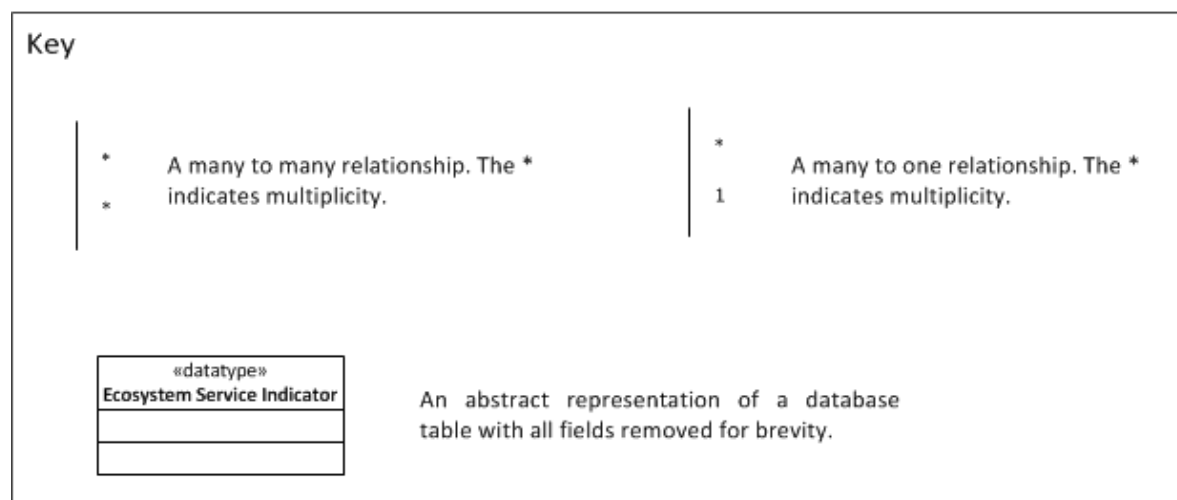 Key
*
A many to many relationship. The *
indicates multiplicity.
*
*
A many to one relationship. The *
indicates multiplicity.
1
«datatype»
Ecosystem Service Indicator
An abstract representation of a database
table with all fields removed for brevity.